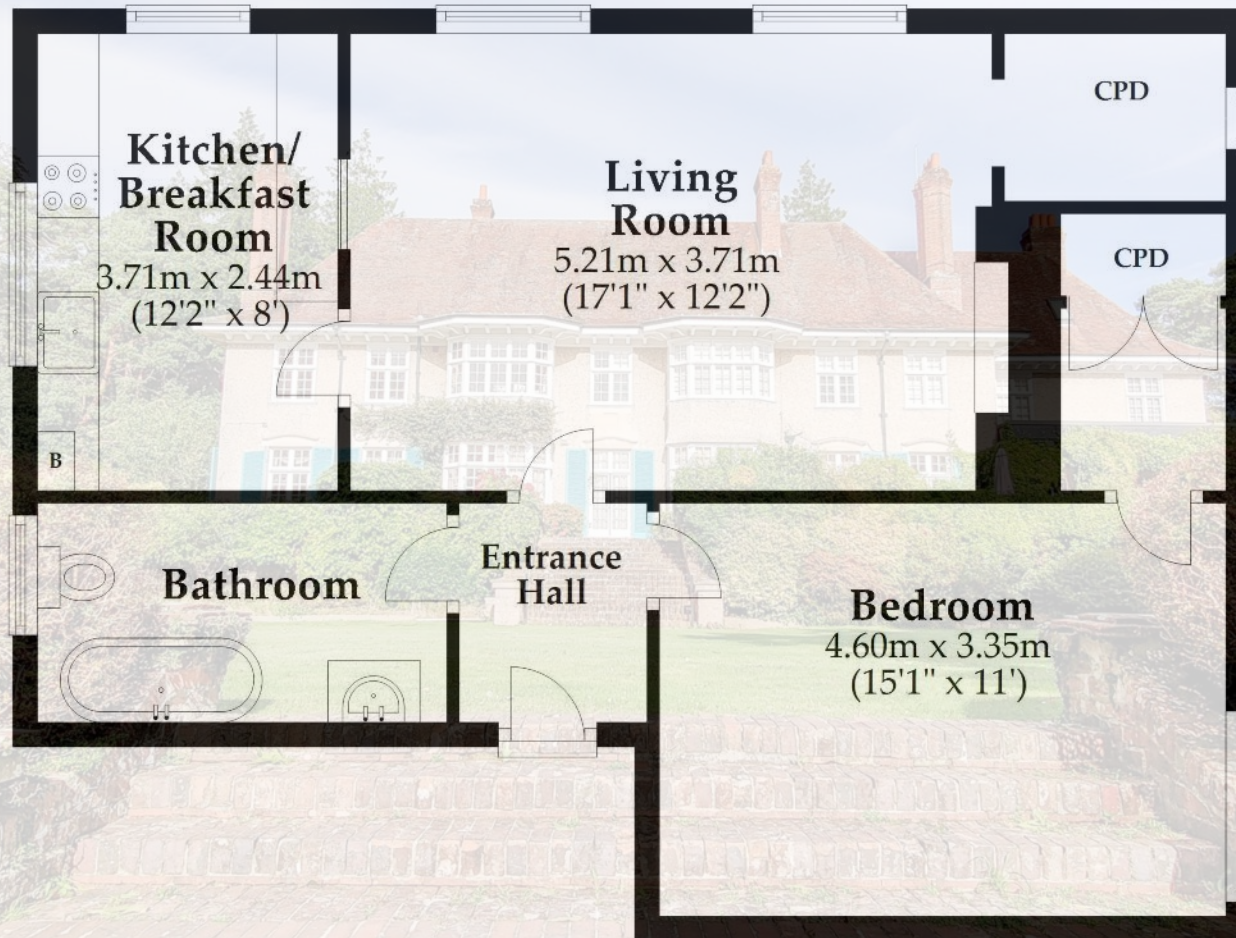 Kitchen/
Breakfast
Room
3.71m x 2.44m
(12'2" x 8')
Living
Room
5.21m x 3.71m
(17'1" x 12'2")
CPD
CPD
B
Bathroom
Entrance
Hall
Bedroom
4.60m x 3.35m
(15'1" x 11')